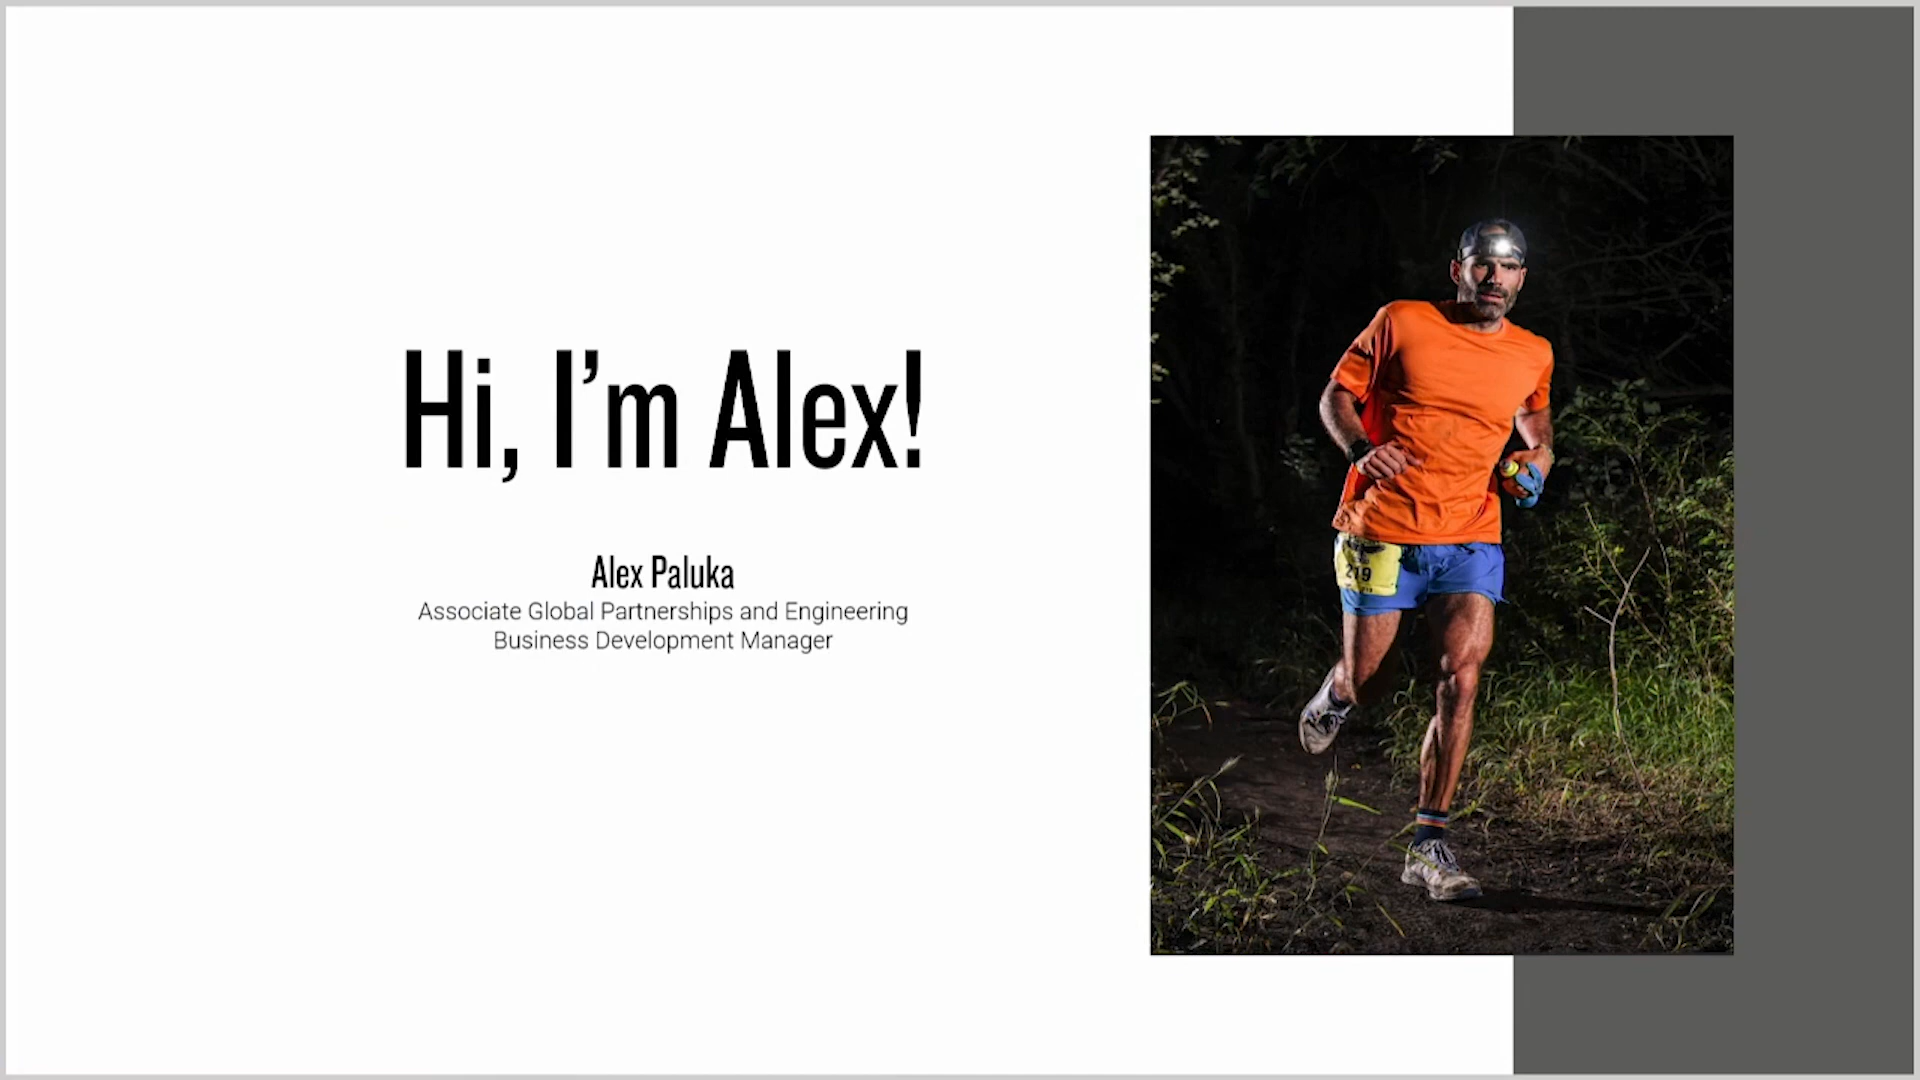 Hi, I’m Alex!
Alex Paluka
Associate Global Partnerships and Engineering
Business Development Manager
219